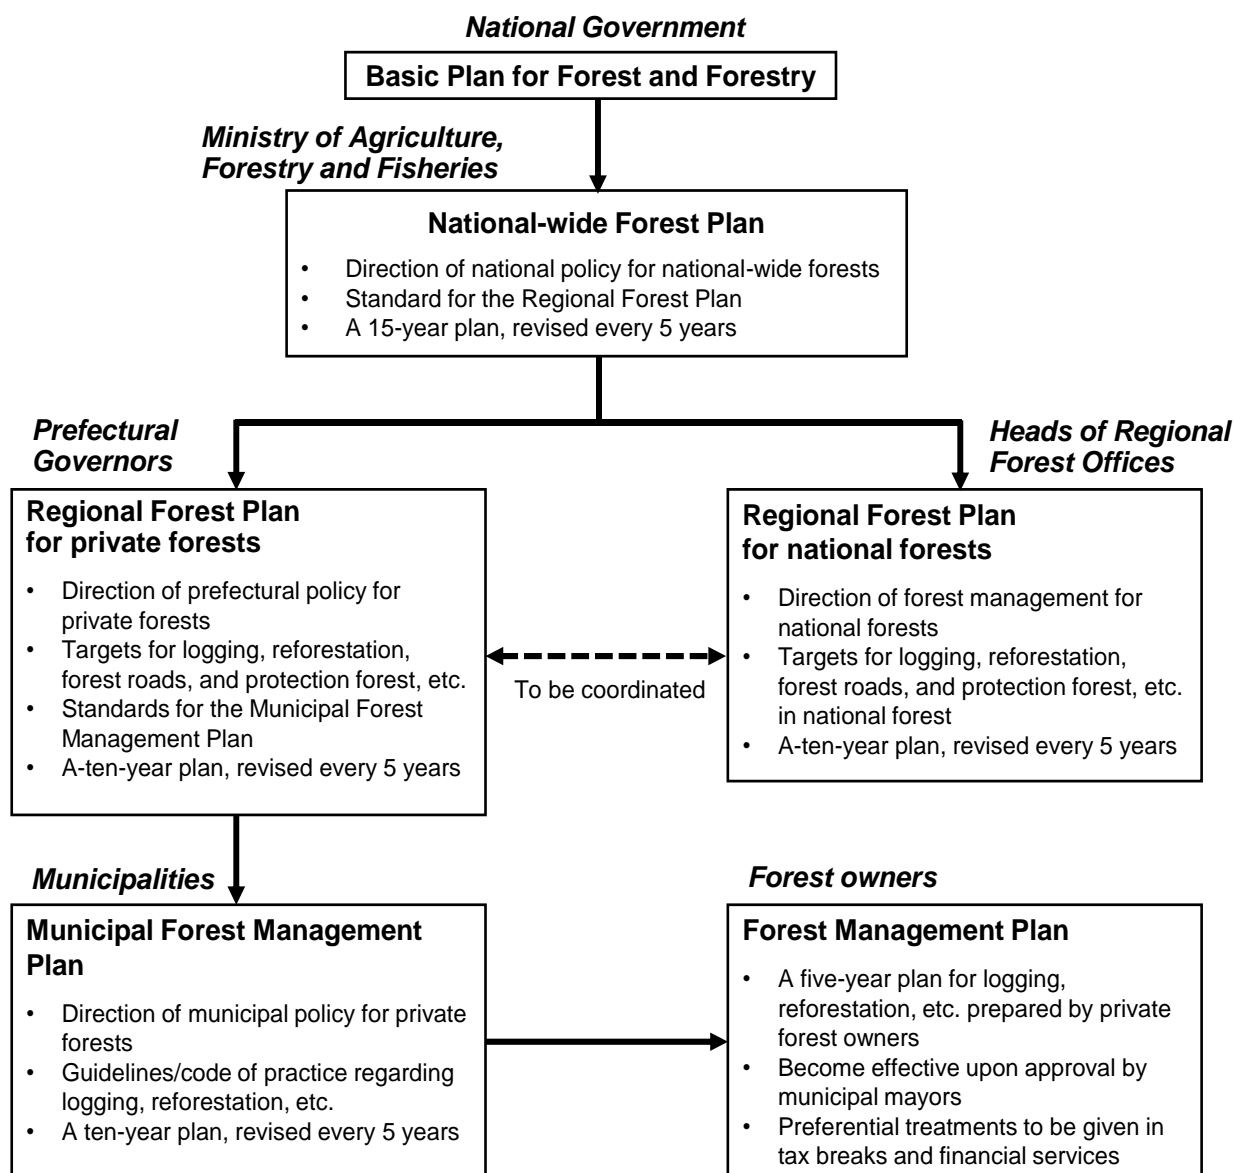 National Government
Basic Plan for Forest and Forestry
Ministry of Agriculture,
Forestry and Fisheries
National-wide Forest Plan
• Direction of national policy for national-wide forests
• Standard for the Regional Forest Plan
• A 15-year plan, revised every 5 years
Prefectural
Governors
Heads of Regional
Forest Offices
Regional Forest Plan
for private forests
• Direction of prefectural policy for
private forests
• Targets for logging, reforestation,
forest roads, and protection forest, etc.
• Standards for the Municipal Forest
Management Plan
• A-ten-year plan, revised every 5 years
To be coordinated
Regional Forest Plan
for national forests
• Direction of forest management for
national forests
• Targets for logging, reforestation,
forest roads, and protection forest, etc.
in national forest
• A-ten-year plan, revised every 5 years
Municipalities
Municipal Forest Management
Plan
• Direction of municipal policy for private
forests
• Guidelines/code of practice regarding
logging, reforestation, etc.
• A ten-year plan, revised every 5 years
Forest owners
Forest Management Plan
• A five-year plan for logging,
reforestation, etc. prepared by private
forest owners
• Become effective upon approval by
municipal mayors
• Preferential treatments to be given in
tax breaks and financial services